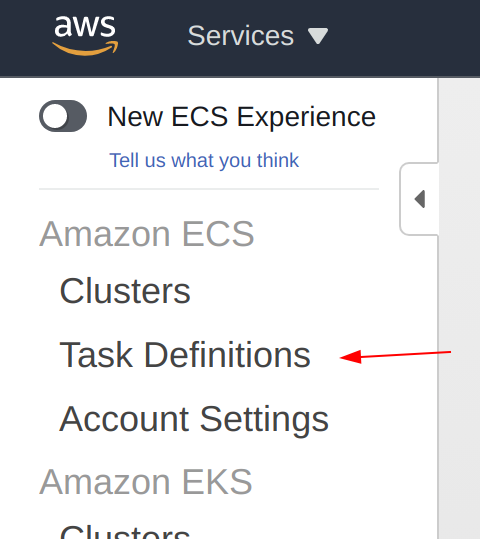 aws
Services
New ECS Experience
Tell us what you think
Amazon ECS
Clusters
Task Definitions
Account Settings
Amazon EKS
Clusters